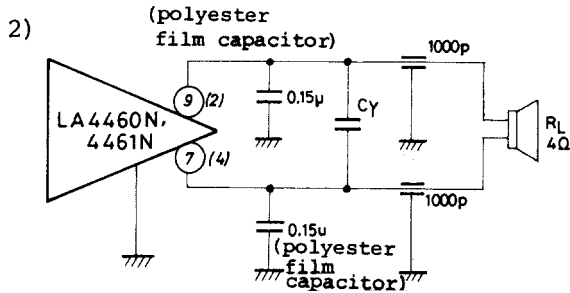 2)
(polyester
film capacitor)
1000p
9 (2)
0.15μ
Cγ
LA4460N,
4461N
RL
4Ω
7 (4)
1000p
0.15u
(polyester
film
capacitor)